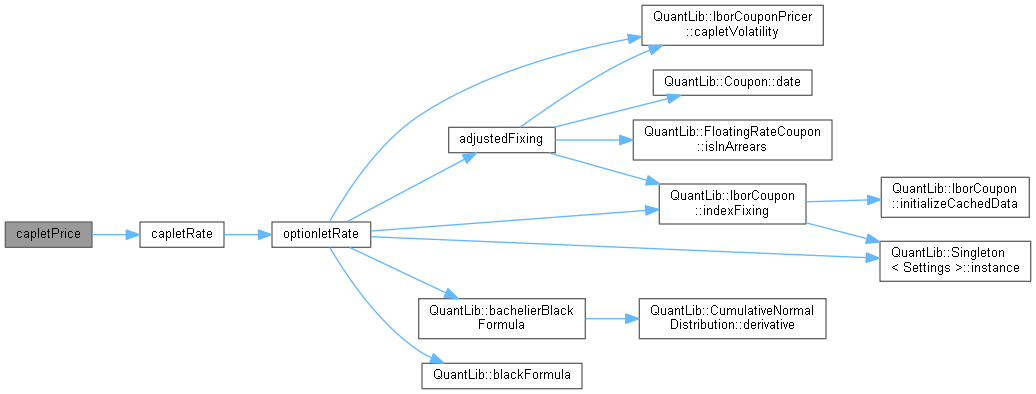 capletPrice
capletRate
optionletRate
QuantLib::IborCouponPricer
::capletVolatility
adjustedFixing
QuantLib::Coupon::date
QuantLib::FloatingRateCoupon
::isInArrears
QuantLib::IborCoupon
::indexFixing
QuantLib::IborCoupon
::initializeCachedData
QuantLib::Singleton
< Settings >::instance
QuantLib::bachelierBlack
Formula
QuantLib::CumulativeNormal
Distribution::derivative
QuantLib::blackFormula